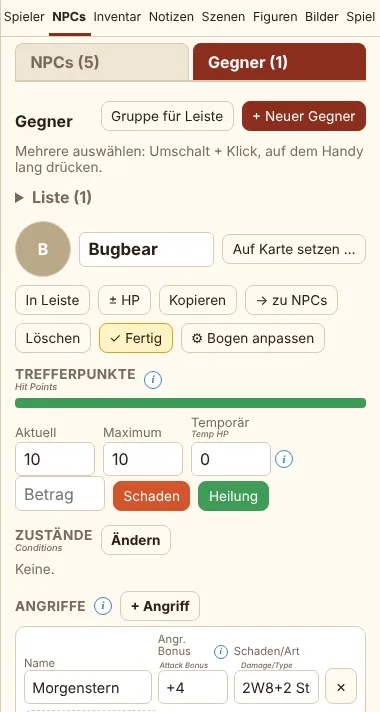 Spieler NPCs Inventar Notizen Szenen Figuren Bilder Spiel
NPCs (5) Gegner (1)
Gegner Gruppe für Leiste + Neuer Gegner
Mehrere auswählen: Umschalt + Klick, auf dem Handy
lang drücken.
▶ Liste (1)
B Bugbear Auf Karte setzen ...
In Leiste ± HP Kopieren → zu NPCs
Löschen ✓ Fertig ⚙ Bogen anpassen
TREFFERPUNKTE i
Hit Points
Aktuell Maximum Temporär
Temp HP
10 10 0 i
Betrag Schaden Heilung
ZUSTÄNDE Ändern
Conditions
Keine.
ANGRIFFE i + Angriff
Name Angr. Bonus i Schaden/Art
Attack Bonus Damage/Type
Morgenstern +4 2W8+2 Sti ✕